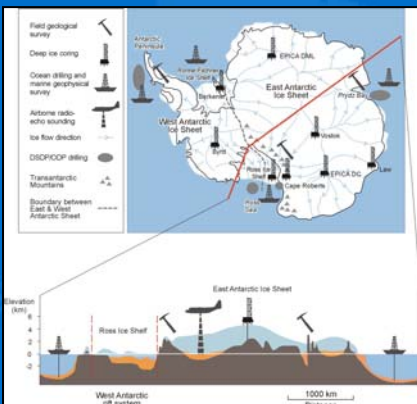 Field geological
survey
Deep ice coring
Ocean drilling and
marine geophysical
survey
Airborne radio-
echo sounding
Ice flow direction
DSDP/ODP drilling
Transantarctic
Mountains
Boundary between
East & West
Antarctic Sheet
Antarctic
Peninsula
Ronne-Filchner
Ice Shelf
Berkner
EPICA DML
East Antarctic
Ice Sheet
Prydz Bay
West Antarctic
Ice Sheet
Vostok
Byrd
Ross Ice
Shelf
Law
Cape Roberts
EPICA DC
Ross
Sea
Elevation
(km)
East Antarctic Ice Sheet
6
4
2
0
-2
Ross Ice Shelf
West Antarctic
rift system
1000 km
Distance